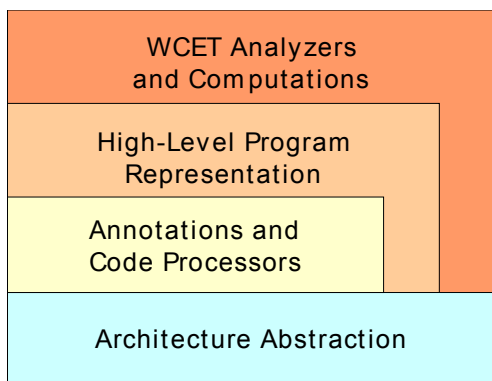 WCET Analyzers
and Computations
High-Level Program
Representation
Annotations and
Code Processors
Architecture Abstraction